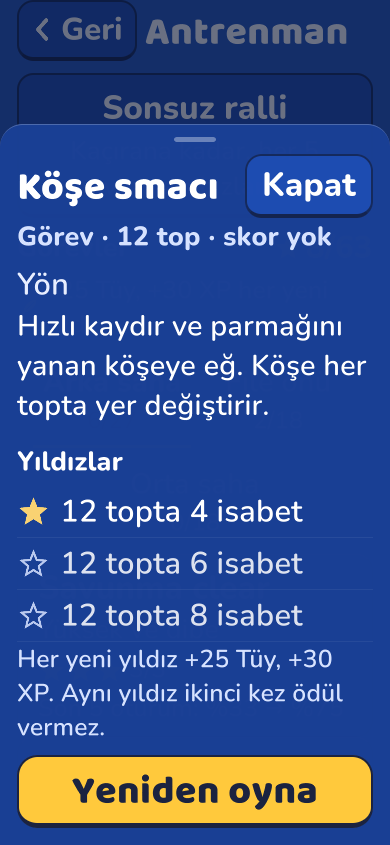 Geri
Antrenman
Sonsuz ralli
Köşe smacı
Kapat
Görev · 12 top · skor yok
Yön
Hızlı kaydır ve parmağını
yanan köşeye eğ. Köşe her
topta yer değiştirir.
Yıldızlar
12 topta 4 isabet
12 topta 6 isabet
12 topta 8 isabet
Her yeni yıldız +25 Tüy, +30
XP. Aynı yıldız ikinci kez ödül
vermez.
Yeniden oyna